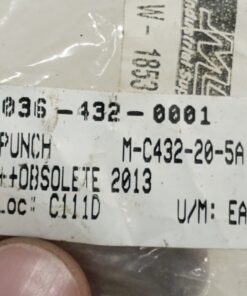 W - 1853
036-432-0001
PUNCH M-C432-20-5A
++OBSOLETE 2013
Loc: C111D U/M: EA